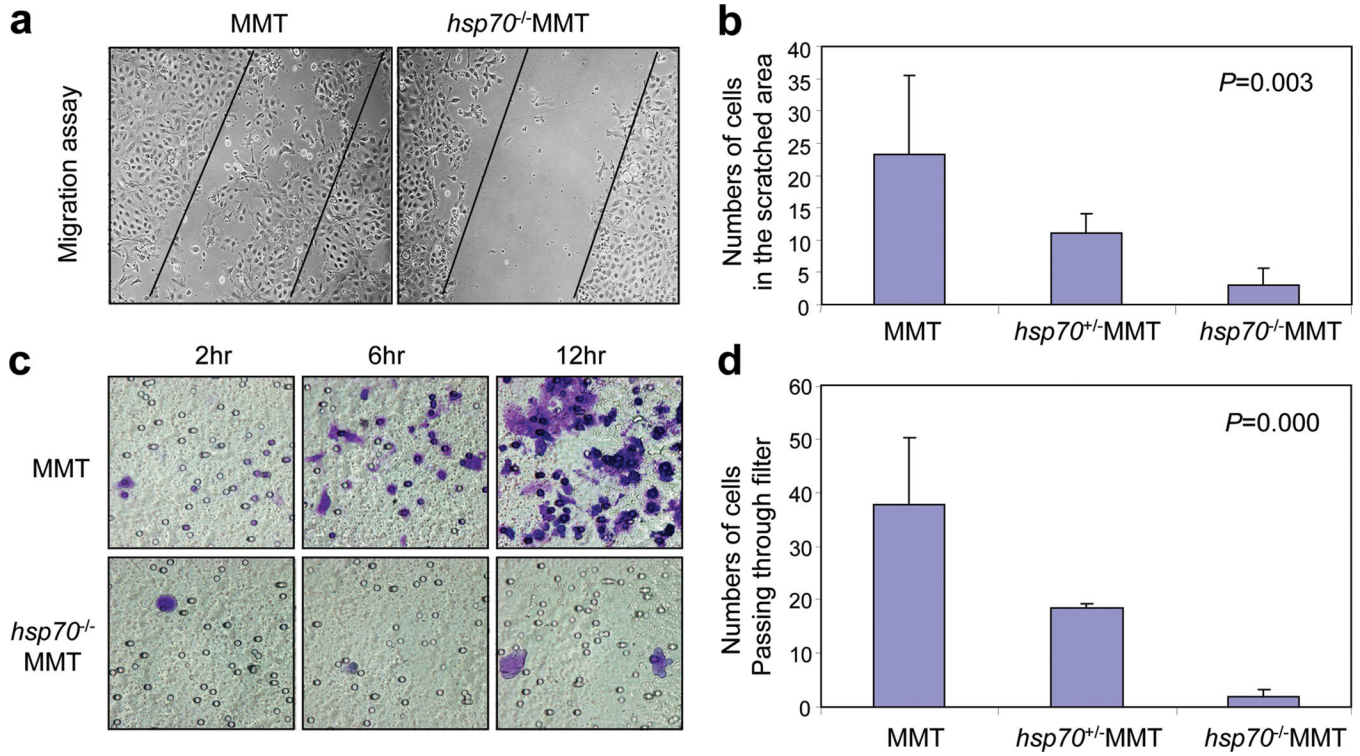 a
MMT
hsp70-/-MMT
Migration assay
b
Numbers of cells
in the scratched area
40
35
30
25
20
15
10
5
0
P=0.003
MMT
hsp70+/-MMT
hsp70-/-MMT
c
2hr
6hr
12hr
MMT
hsp70-/-
MMT
d
Numbers of cells
Passing through filter
60
50
40
30
20
10
0
P=0.000
MMT
hsp70+/-MMT
hsp70-/-MMT